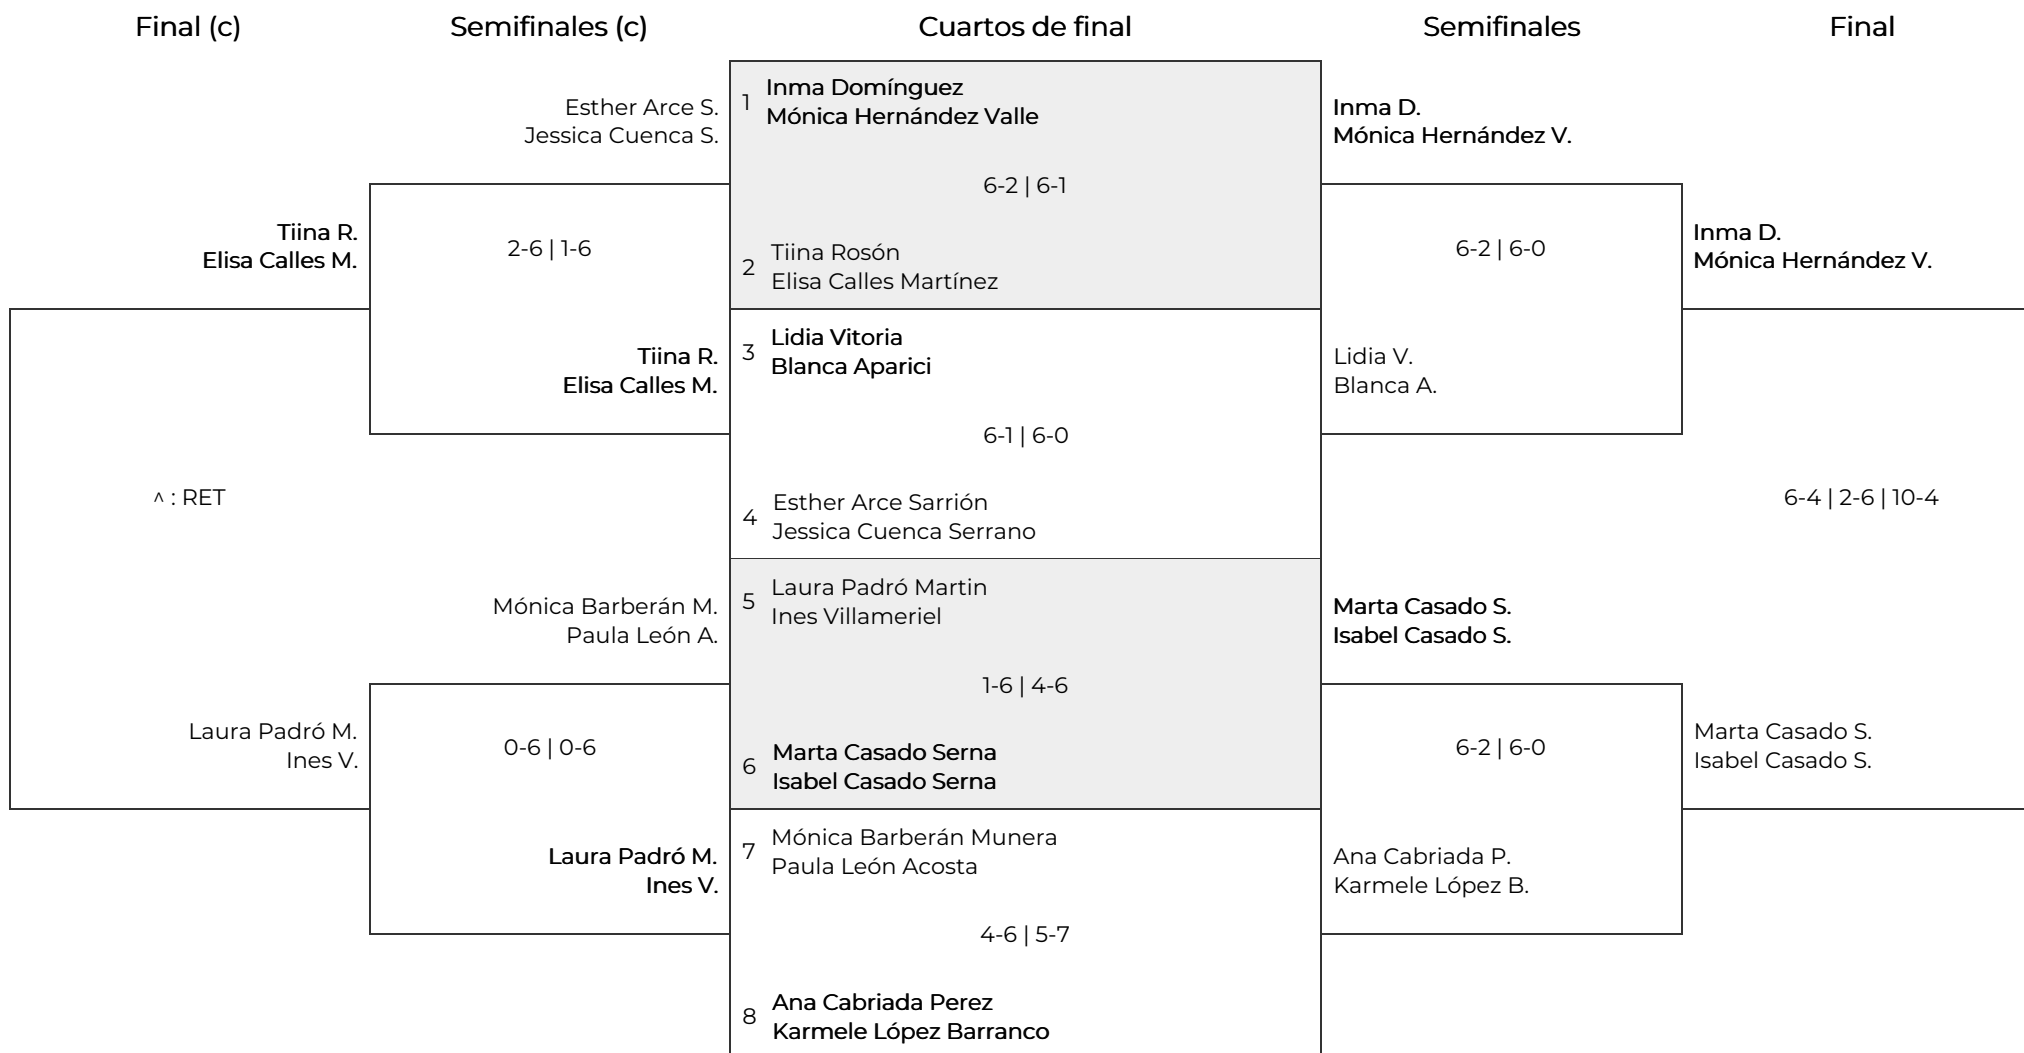 Final (c)
Semifinales (c)
Cuartos de final
Semifinales
Final
Esther Arce S.
Jessica Cuenca S.
Tiina R.
Elisa Calles M.
2-6 | 1-6
Tiina R.
Elisa Calles M.
^ : RET
Mónica Barberán M.
Paula León A.
Laura Padró M.
Ines V.
0-6 | 0-6
Laura Padró M.
Ines V.
1
Inma Domínguez
Mónica Hernández Valle
6-2 | 6-1
2
Tiina Rosón
Elisa Calles Martínez
3
Lidia Vitoria
Blanca Aparici
6-1 | 6-0
4
Esther Arce Sarrión
Jessica Cuenca Serrano
5
Laura Padró Martin
Ines Villameriel
1-6 | 4-6
6
Marta Casado Serna
Isabel Casado Serna
7
Mónica Barberán Munera
Paula León Acosta
4-6 | 5-7
8
Ana Cabriada Perez
Karmele López Barranco
Inma D.
Mónica Hernández V.
6-2 | 6-0
Lidia V.
Blanca A.
Marta Casado S.
Isabel Casado S.
6-2 | 6-0
Ana Cabriada P.
Karmele López B.
Inma D.
Mónica Hernández V.
6-4 | 2-6 | 10-4
Marta Casado S.
Isabel Casado S.